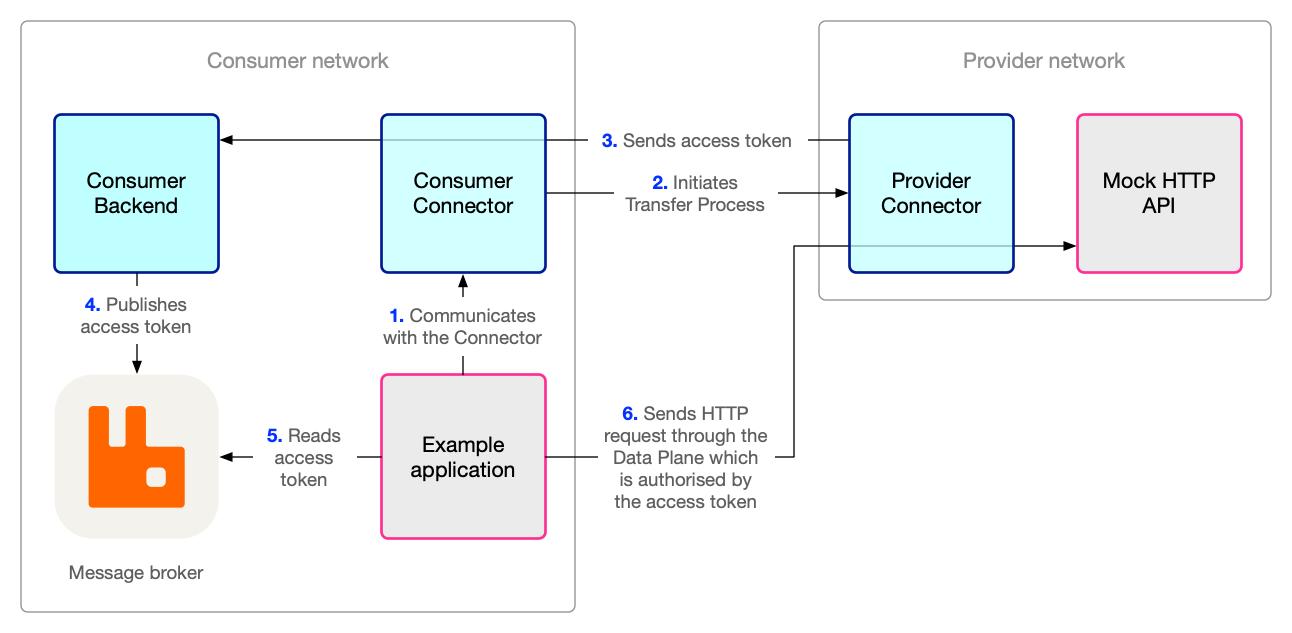 Consumer network
Provider network
Consumer
Backend
Consumer
Connector
3. Sends access token
2. Initiates
Transfer Process
Provider
Connector
Mock HTTP
API
4. Publishes
access token
1. Communicates
with the Connector
5. Reads
access
token
Example
application
6. Sends HTTP
request through the
Data Plane which
is authorised by
the access token
Message broker